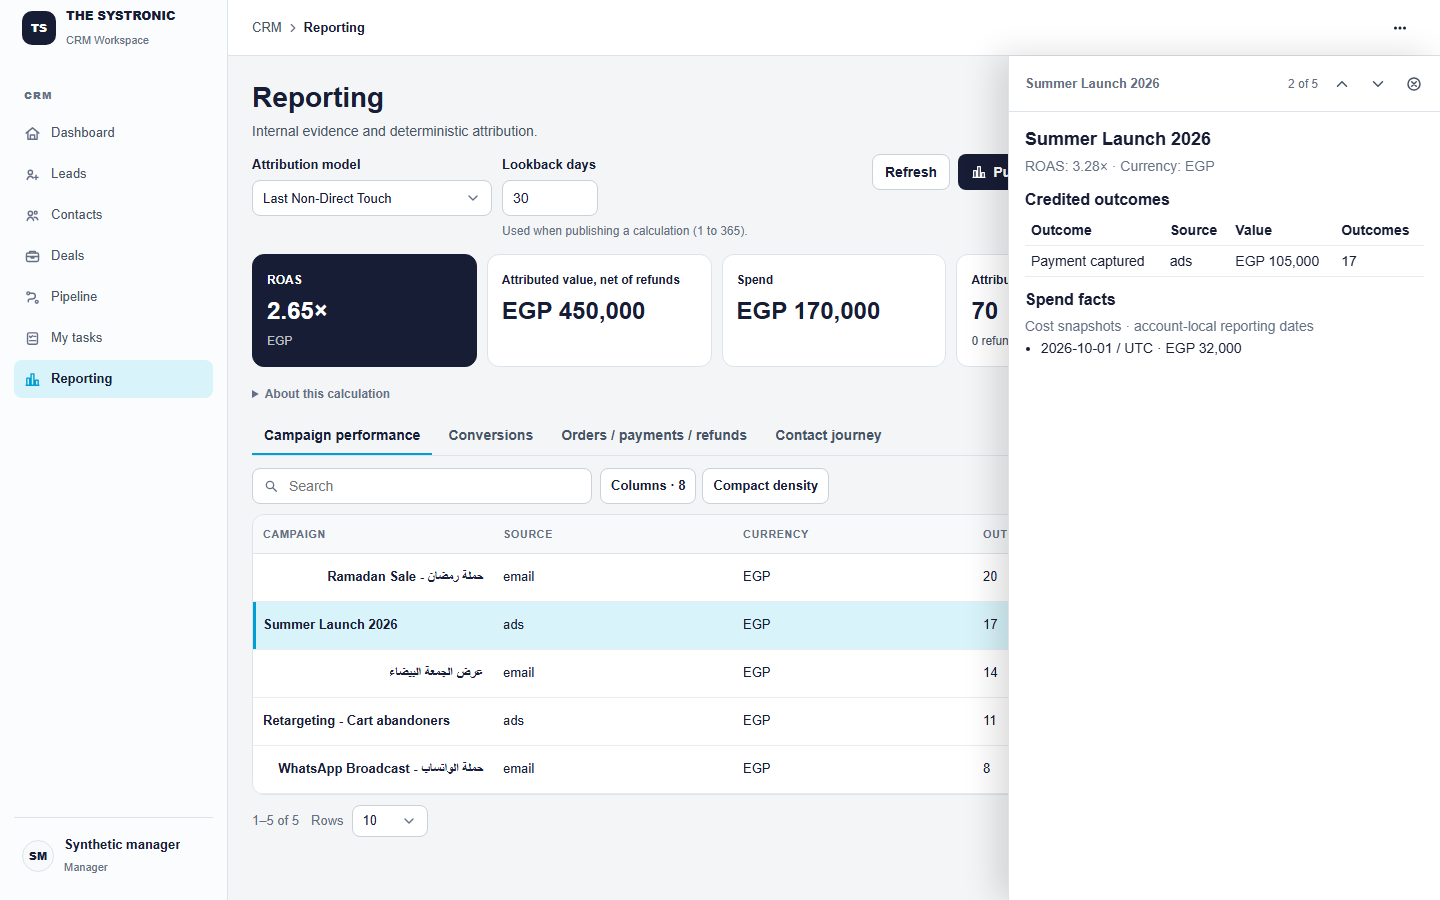 TS
THE SYSTRONIC
CRM Workspace
CRM
Dashboard
Leads
Contacts
Deals
Pipeline
My tasks
Reporting
SM
Synthetic manager
Manager
CRM > Reporting
Reporting
Internal evidence and deterministic attribution.
Attribution model
Last Non-Direct Touch
Lookback days
30
Used when publishing a calculation (1 to 365).
Refresh
ROAS
2.65×
EGP
Attributed value, net of refunds
EGP 450,000
Spend
EGP 170,000
70
About this calculation
Campaign performance
Conversions
Orders / payments / refunds
Contact journey
Search
Columns · 8
Compact density
CAMPAIGN SOURCE CURRENCY
Ramadan Sale - حملة رمضان email EGP 20
Summer Launch 2026 ads EGP 17
عرض الجمعة البيضاء email EGP 14
Retargeting - Cart abandoners ads EGP 11
WhatsApp Broadcast - حملة الواتساب email EGP 8
1–5 of 5 Rows 10
Summer Launch 2026
2 of 5
Summer Launch 2026
ROAS: 3.28× · Currency: EGP
Credited outcomes
Outcome Source Value Outcomes
Payment captured ads EGP 105,000 17
Spend facts
Cost snapshots · account-local reporting dates
• 2026-10-01 / UTC · EGP 32,000